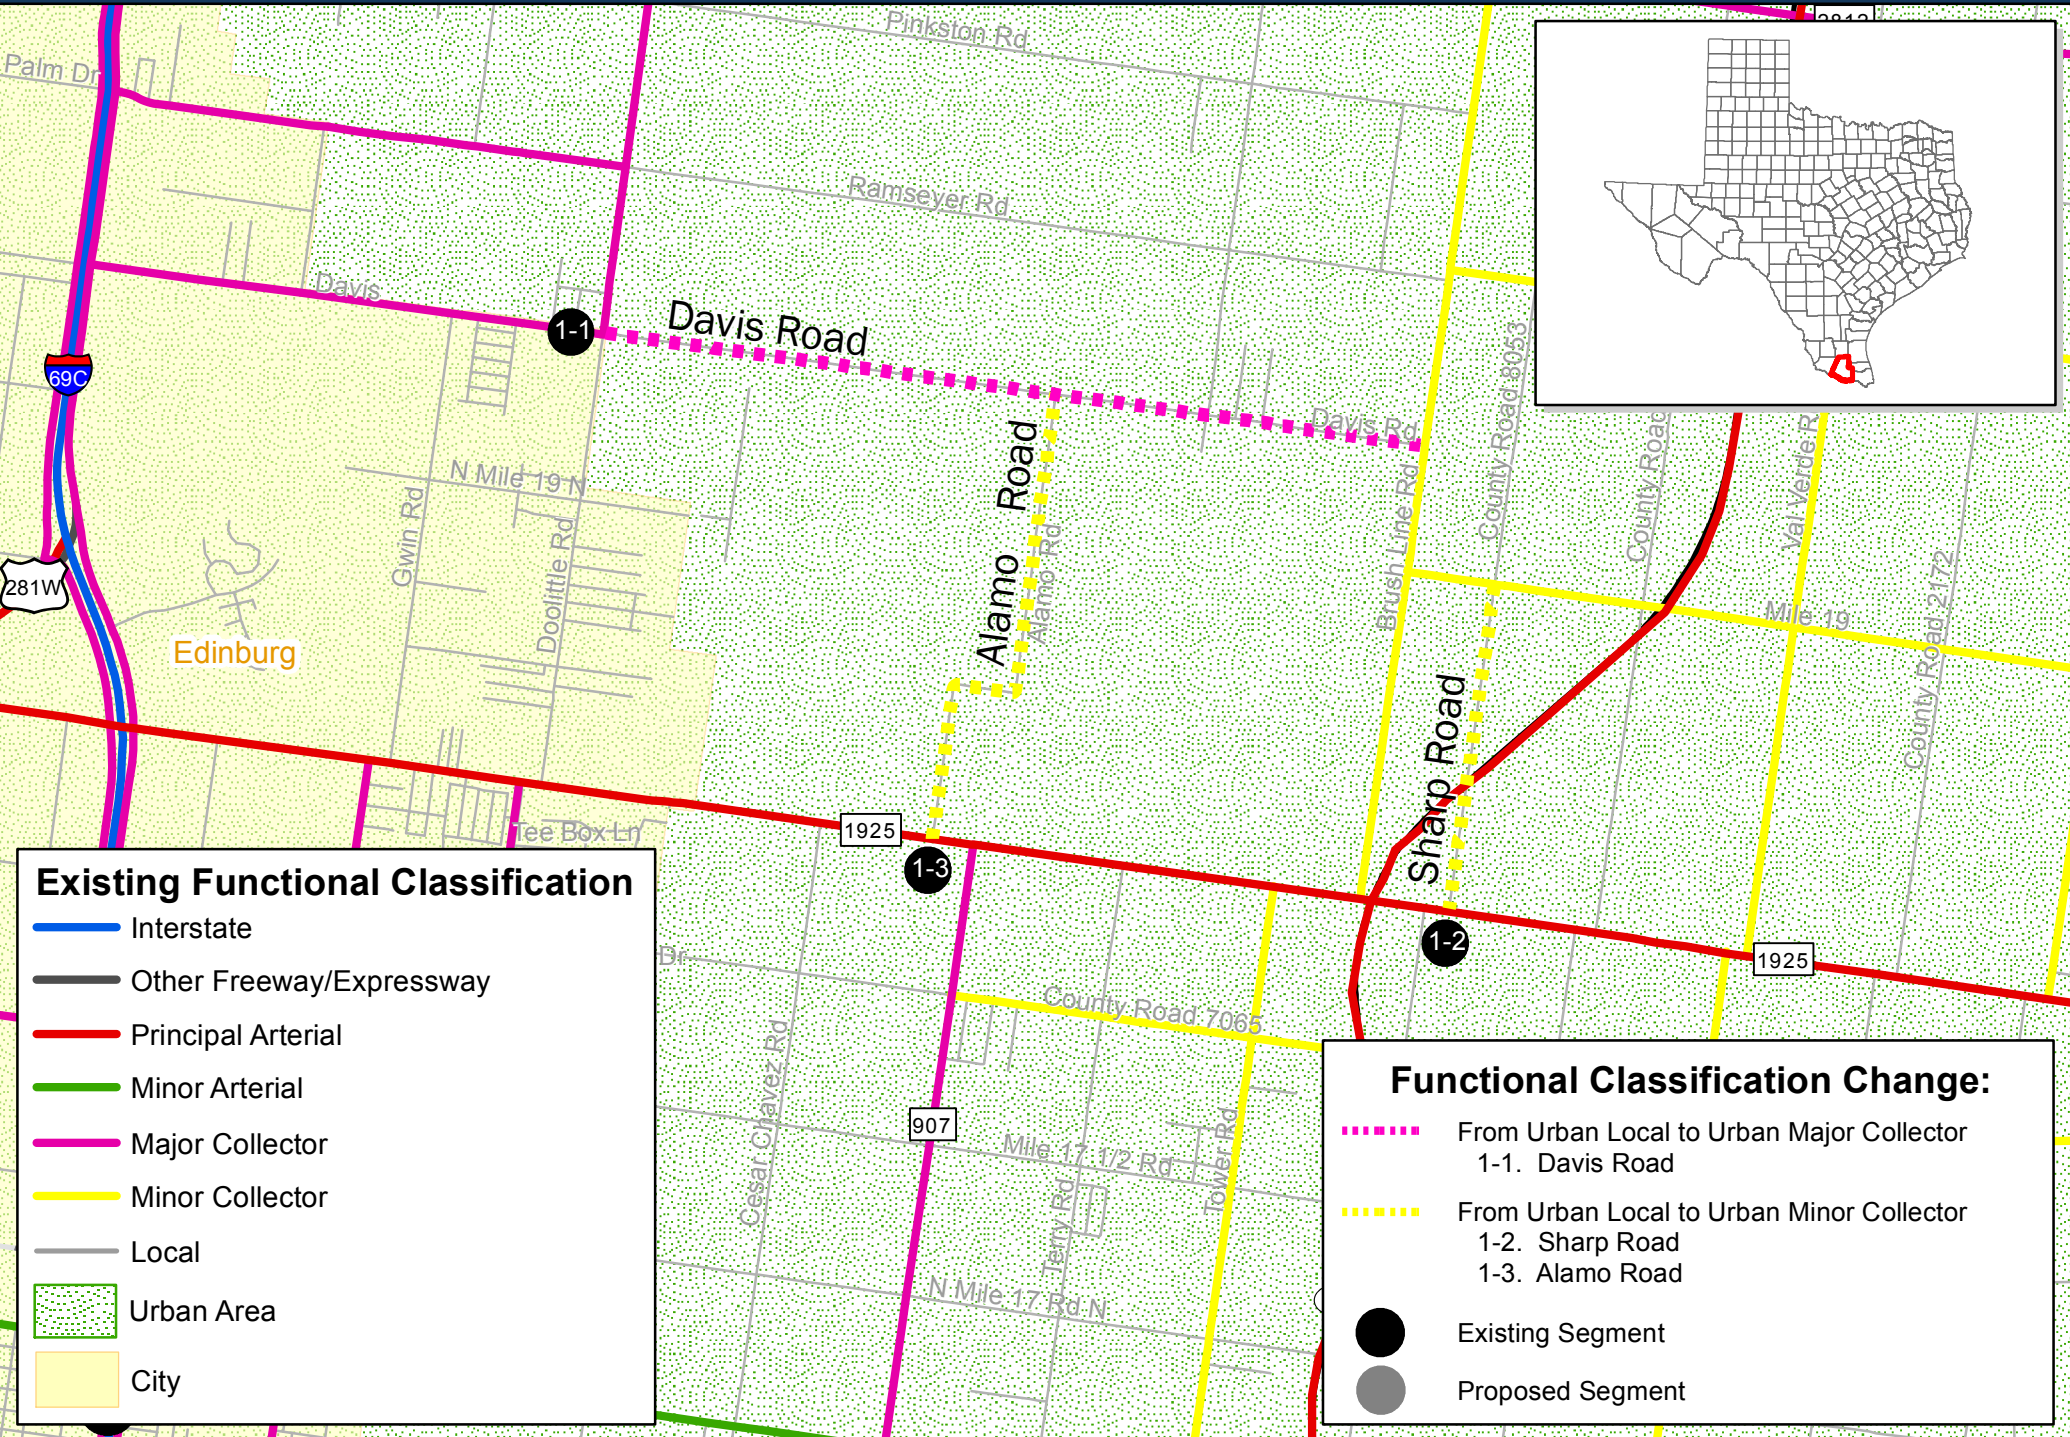 Pinkston Rd
Palm Dr
Ramseyer Rd
Davis
1-1
Davis Road
69C
Davis Rd
County Road 8053
County Road
Val Verde R
N Mile 19 N
Gwin Rd
Doolittle Rd
Alamo Road
Alamo Rd
Brush Line Rd
281W
Edinburg
Mile 19
County Road 2172
Sharp Road
1925
Tee Box Ln
1-3
1-2
1925
Dr
County Road 7065
Cesar Chavez Rd
907
Mile 17 1/2 Rd
Tower Rd
Terry Rd
N Mile 17 Rd N
Existing Functional Classification
Interstate
Other Freeway/Expressway
Principal Arterial
Minor Arterial
Major Collector
Minor Collector
Local
Urban Area
City
Functional Classification Change:
From Urban Local to Urban Major Collector
1-1. Davis Road
From Urban Local to Urban Minor Collector
1-2. Sharp Road
1-3. Alamo Road
Existing Segment
Proposed Segment